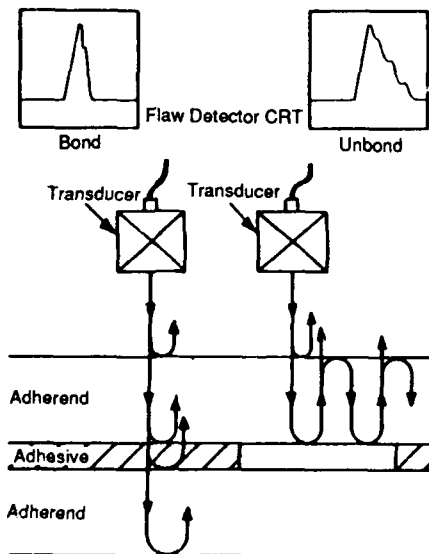 Flaw Detector CRT
Bond
Unbond
Transducer
Transducer
Adherend
Adhesive
Adherend